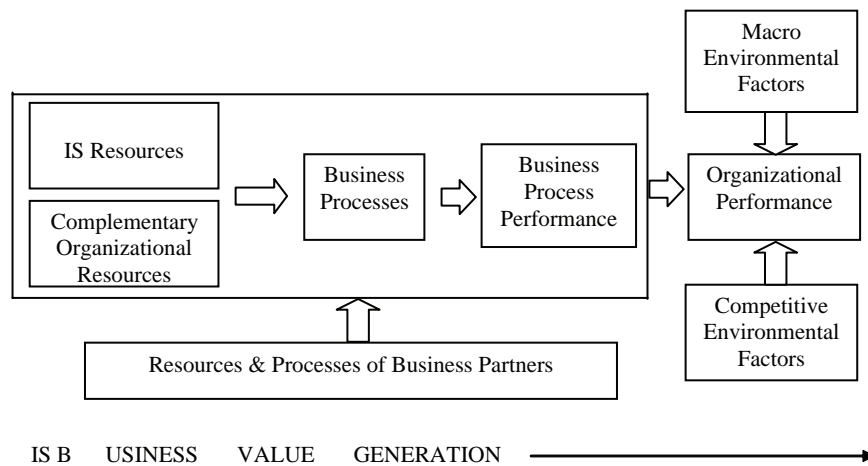 IS Resources
Complementary
Organizational
Resources
Business
Processes
Business
Process
Performance
Macro
Environmental
Factors
Organizational
Performance
Competitive
Environmental
Factors
Resources & Processes of Business Partners
IS B USINESS VALUE GENERATION